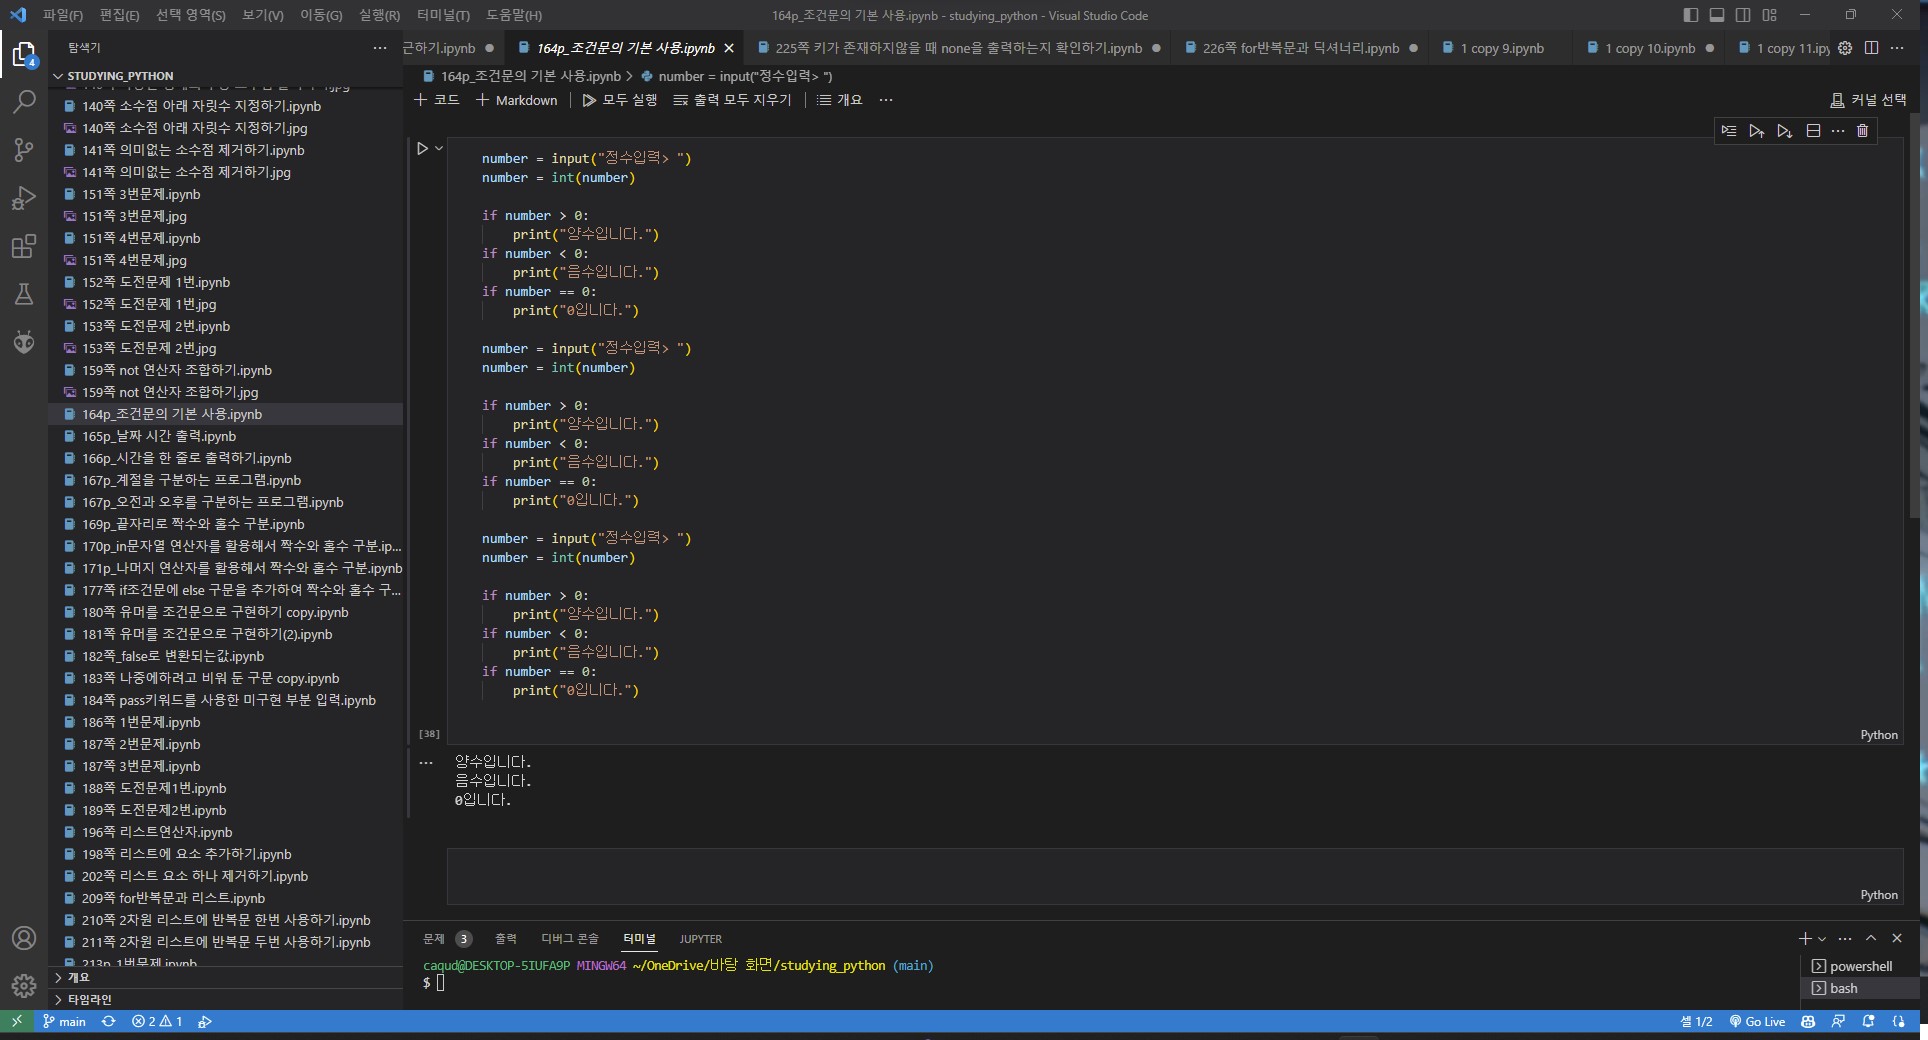 파일(F) 편집(E) 선택 영역(S) 보기(V) 이동(G) 실행(R) 터미널(T) 도움말(H)
164p_조건문의 기본 사용.ipynb - studying_python - Visual Studio Code
탐색기
근하기.ipynb
164p_조건문의 기본 사용.ipynb
225쪽 키가 존재하지않을 때 none을 출력하는지 확인하기.ipynb
226쪽 for반복문과 딕셔너리.ipynb
1 copy 9.ipynb
1 copy 10.ipynb
1 copy 11.ipy
4
STUDYING_PYTHON
140쪽 소수점 아래 자릿수 지정하기.ipynb
140쪽 소수점 아래 자릿수 지정하기.jpg
141쪽 의미없는 소수점 제거하기.ipynb
141쪽 의미없는 소수점 제거하기.jpg
151쪽 3번문제.ipynb
151쪽 3번문제.jpg
151쪽 4번문제.ipynb
151쪽 4번문제.jpg
152쪽 도전문제 1번.ipynb
152쪽 도전문제 1번.jpg
153쪽 도전문제 2번.ipynb
153쪽 도전문제 2번.jpg
159쪽 not 연산자 조합하기.ipynb
159쪽 not 연산자 조합하기.jpg
164p_조건문의 기본 사용.ipynb
165p_날짜 시간 출력.ipynb
166p_시간을 한 줄로 출력하기.ipynb
167p_계절을 구분하는 프로그램.ipynb
167p_오전과 오후를 구분하는 프로그램.ipynb
169p_끝자리로 짝수와 홀수 구분.ipynb
170p_in문자열 연산자를 활용해서 짝수와 홀수 구분.ip...
171p_나머지 연산자를 활용해서 짝수와 홀수 구분.ipynb
177쪽 if조건문에 else 구문을 추가하여 짝수와 홀수 구...
180쪽 유머를 조건문으로 구현하기 copy.ipynb
181쪽 유머를 조건문으로 구현하기(2).ipynb
182쪽_false로 변환되는값.ipynb
183쪽 나중에하려고 비워 둔 구문 copy.ipynb
184쪽 pass키워드를 사용한 미구현 부분 입력.ipynb
186쪽 1번문제.ipynb
187쪽 2번문제.ipynb
187쪽 3번문제.ipynb
188쪽 도전문제1번.ipynb
189쪽 도전문제2번.ipynb
196쪽 리스트연산자.ipynb
198쪽 리스트에 요소 추가하기.ipynb
202쪽 리스트 요소 하나 제거하기.ipynb
209쪽 for반복문과 리스트.ipynb
210쪽 2차원 리스트에 반복문 한번 사용하기.ipynb
211쪽 2차원 리스트에 반복문 두번 사용하기.ipynb
213p 1번문제.ipynb
개요
타임라인
164p_조건문의 기본 사용.ipynb > number = input("정수입력> ")
코드 Markdown 모두 실행 출력 모두 지우기 개요 ...
커널 선택
number = input("정수입력> ")
number = int(number)
if number > 0:
print("양수입니다.")
if number < 0:
print("음수입니다.")
if number == 0:
print("0입니다.")
number = input("정수입력> ")
number = int(number)
if number > 0:
print("양수입니다.")
if number < 0:
print("음수입니다.")
if number == 0:
print("0입니다.")
number = input("정수입력> ")
number = int(number)
if number > 0:
print("양수입니다.")
if number < 0:
print("음수입니다.")
if number == 0:
print("0입니다.")
[38]
Python
양수입니다.
음수입니다.
0입니다.
Python
문제 3 출력 디버그 콘솔 터미널 JUPYTER
caqud@DESKTOP-5IUFA9P MINGW64 ~/OneDrive/바탕 화면/studying_python (main)
$
powershell
bash
main 2 1
셀 1/2 Go Live